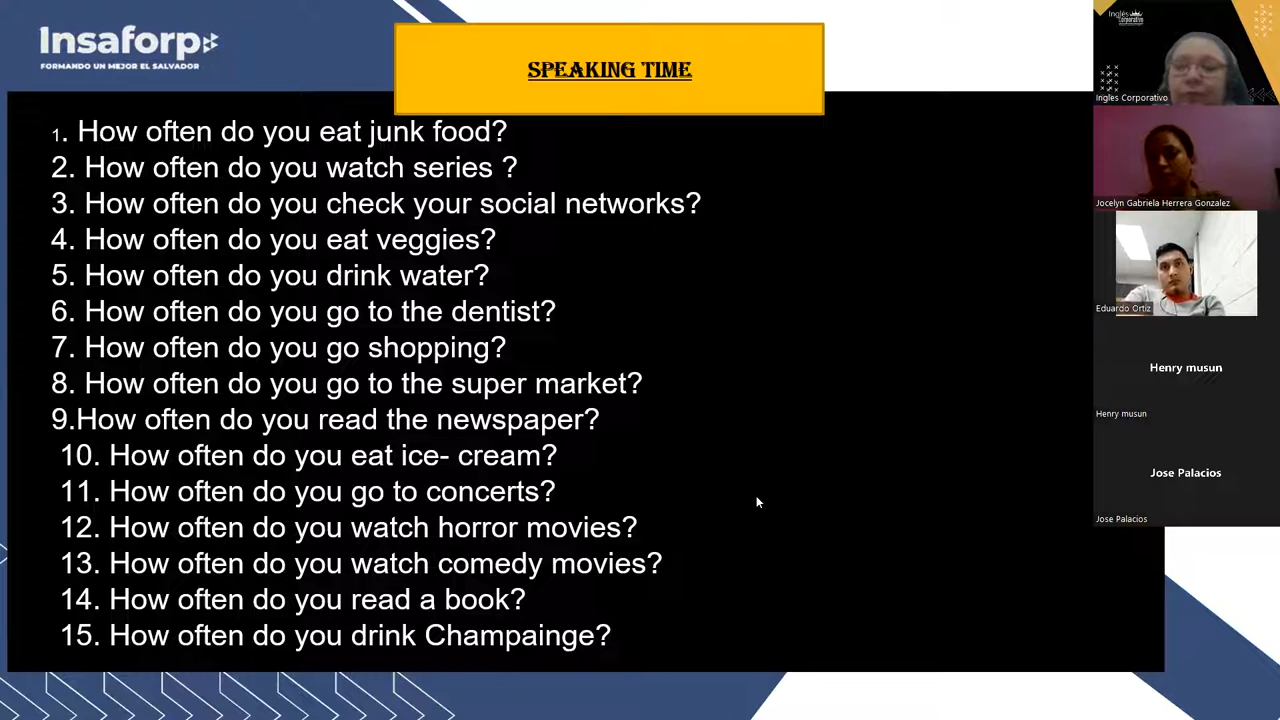 Insaforp
FORMANDO UN MEJOR EL SALVADOR
SPEAKING TIME
1. How often do you eat junk food?
2. How often do you watch series ?
3. How often do you check your social networks?
4. How often do you eat veggies?
5. How often do you drink water?
6. How often do you go to the dentist?
7. How often do you go shopping?
8. How often do you go to the super market?
9.How often do you read the newspaper?
10. How often do you eat ice- cream?
11. How often do you go to concerts?
12. How often do you watch horror movies?
13. How often do you watch comedy movies?
14. How often do you read a book?
15. How often do you drink Champainge?
Inglés
Corporativo
Ingles Corporativo
Jocelyn Gabriela Herrera Gonzalez
Eduardo Ortiz
Henry musun
Henry musun
Jose Palacios
Jose Palacios